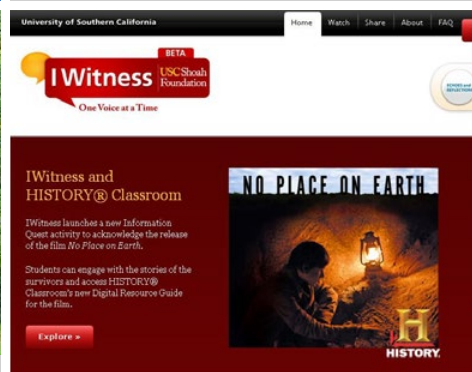 University of Southern California
Home Watch Share About FAQ
BETA
IWitness
USC Shoah
Foundation
One Voice at a Time
ECHOES and
REFLECTIONS
IWitness and
HISTORY® Classroom
IWitness launches a new Information
Quest activity to acknowledge the release
of the film No Place on Earth.
Students can engage with the stories of the
survivors and access HISTORY®
Classroom's new Digital Resource Guide
for the film.
Explore »
NO PLACE ON EARTH
H
HISTORY.